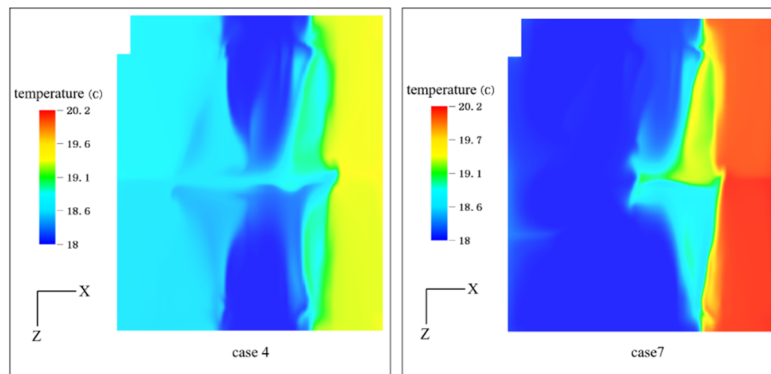 temperature (c)
20.2
19.6
19.1
18.6
18
X
Z
case 4
temperature (c)
20.2
19.7
19.1
18.6
18
X
Z
case7